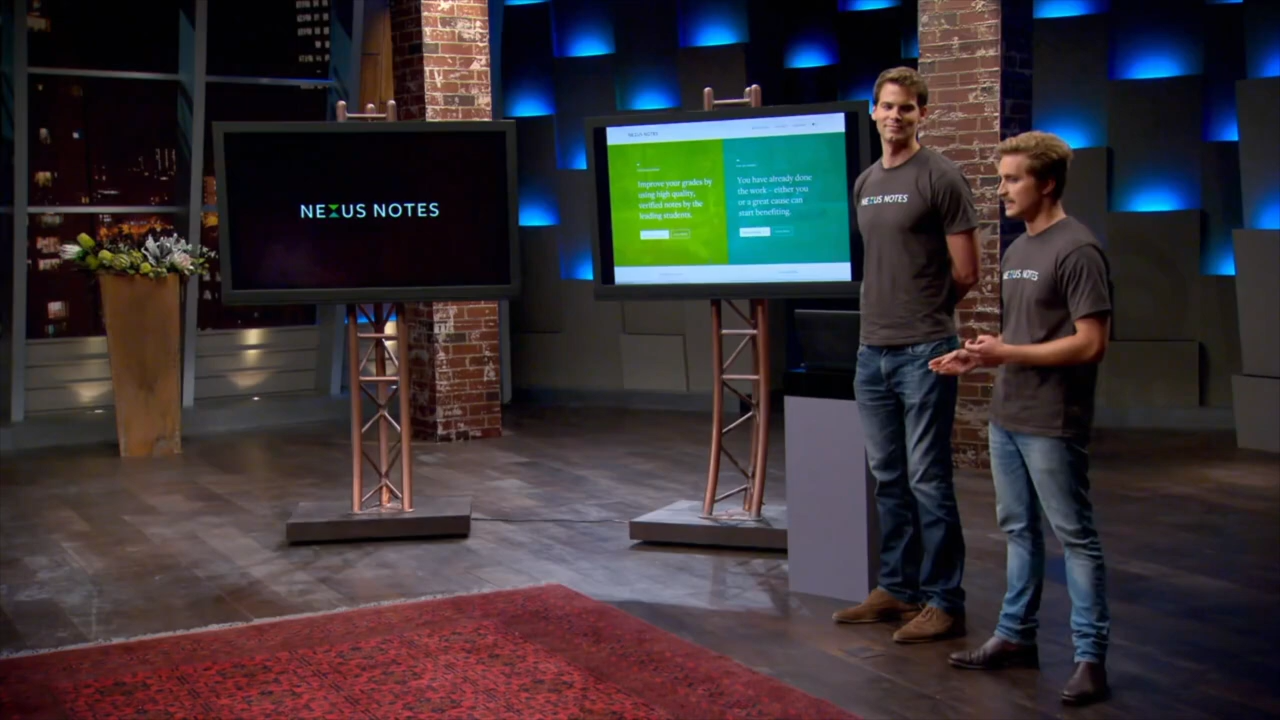 NEXUS NOTES
NEXUS NOTES
Improve your grades by
using high quality,
verified notes by the
leading students.
You have already done
the work – either you
or a great cause can
start benefiting.
NEXUS NOTES
NEXUS NOTES